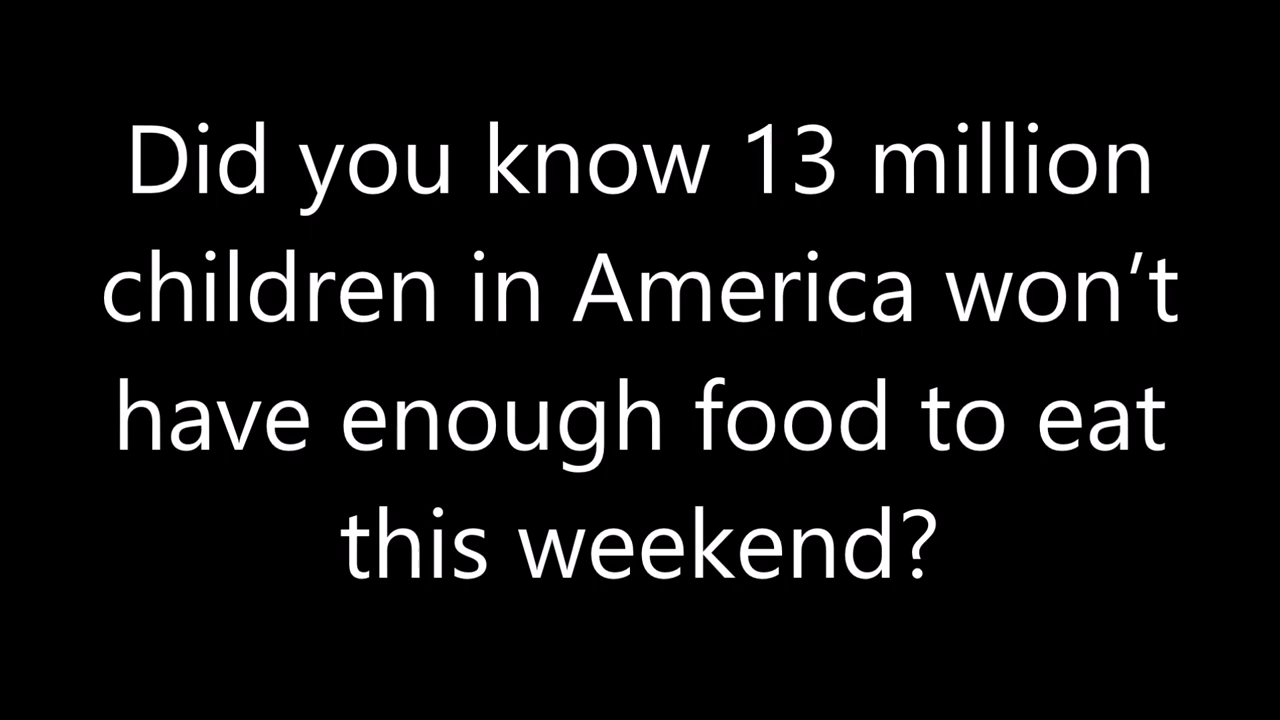 Did you know 13 million
children in America won’t
have enough food to eat
this weekend?